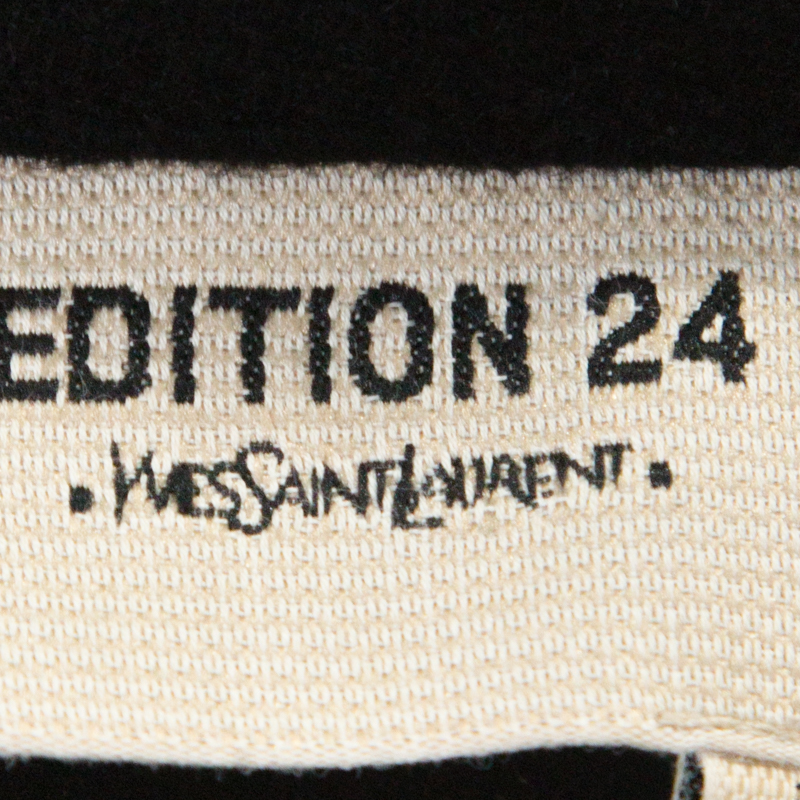 EDITION 24
• YVESSAINTLAURENT •